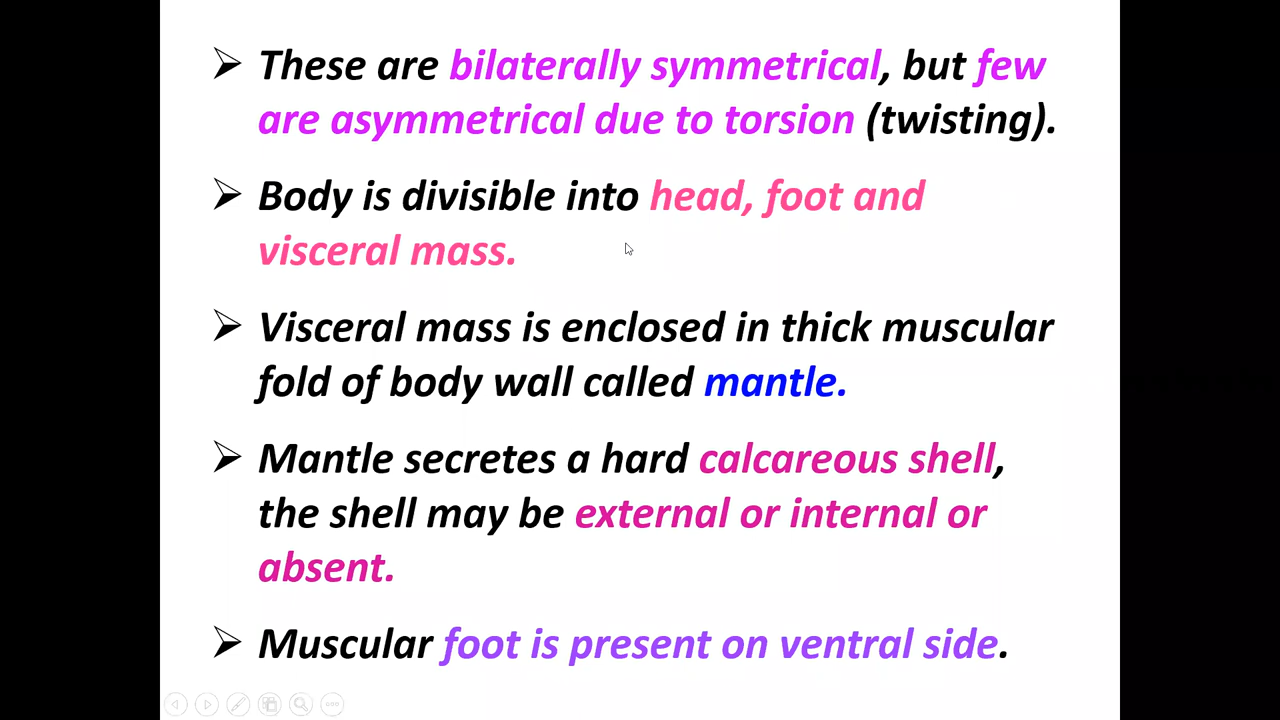 ➢ These are bilaterally symmetrical, but few
are asymmetrical due to torsion (twisting).
➢ Body is divisible into head, foot and
visceral mass.
➢ Visceral mass is enclosed in thick muscular
fold of body wall called mantle.
➢ Mantle secretes a hard calcareous shell,
the shell may be external or internal or
absent.
➢ Muscular foot is present on ventral side.